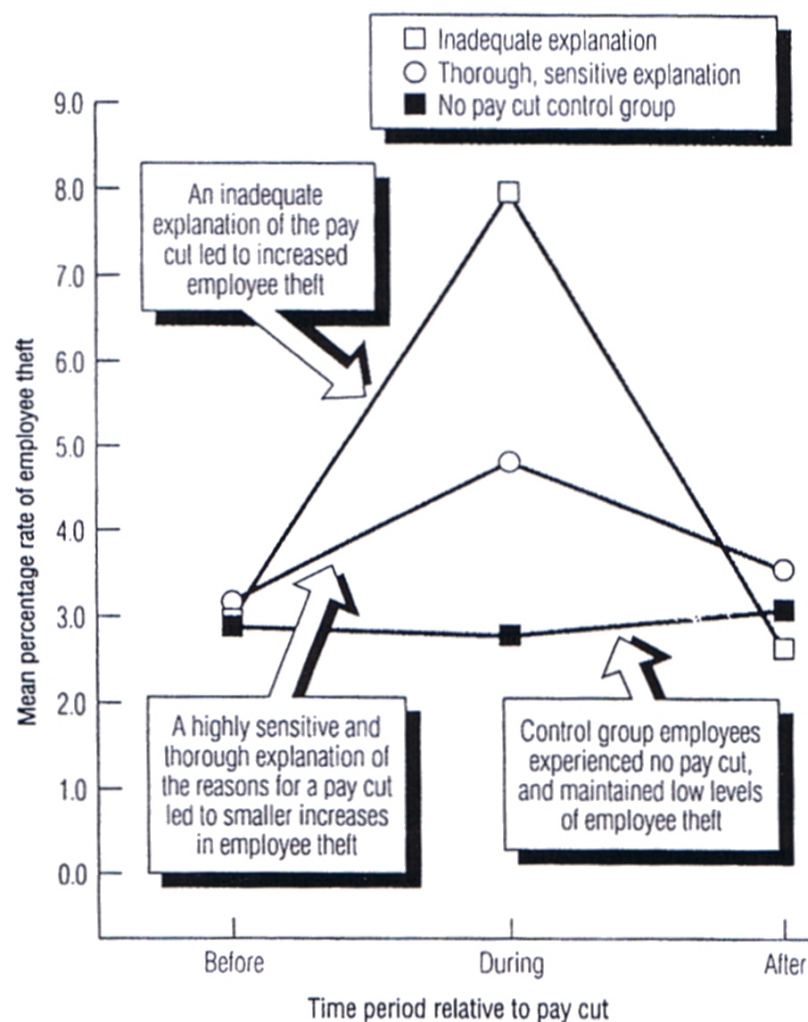 Inadequate explanation
Thorough, sensitive explanation
No pay cut control group
9.0
8.0
7.0
6.0
5.0
4.0
3.0
2.0
1.0
0.0
Mean percentage rate of employee theft
An inadequate
explanation of the pay
cut led to increased
employee theft
A highly sensitive and
thorough explanation of
the reasons for a pay cut
led to smaller increases
in employee theft
Control group employees
experienced no pay cut,
and maintained low levels
of employee theft
Before
During
After
Time period relative to pay cut